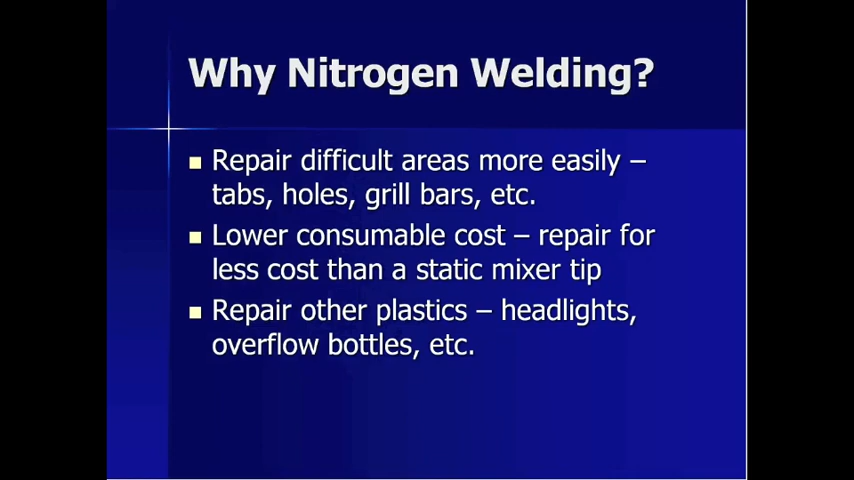 Why Nitrogen Welding?
Repair difficult areas more easily –
tabs, holes, grill bars, etc.
Lower consumable cost – repair for
less cost than a static mixer tip
Repair other plastics – headlights,
overflow bottles, etc.